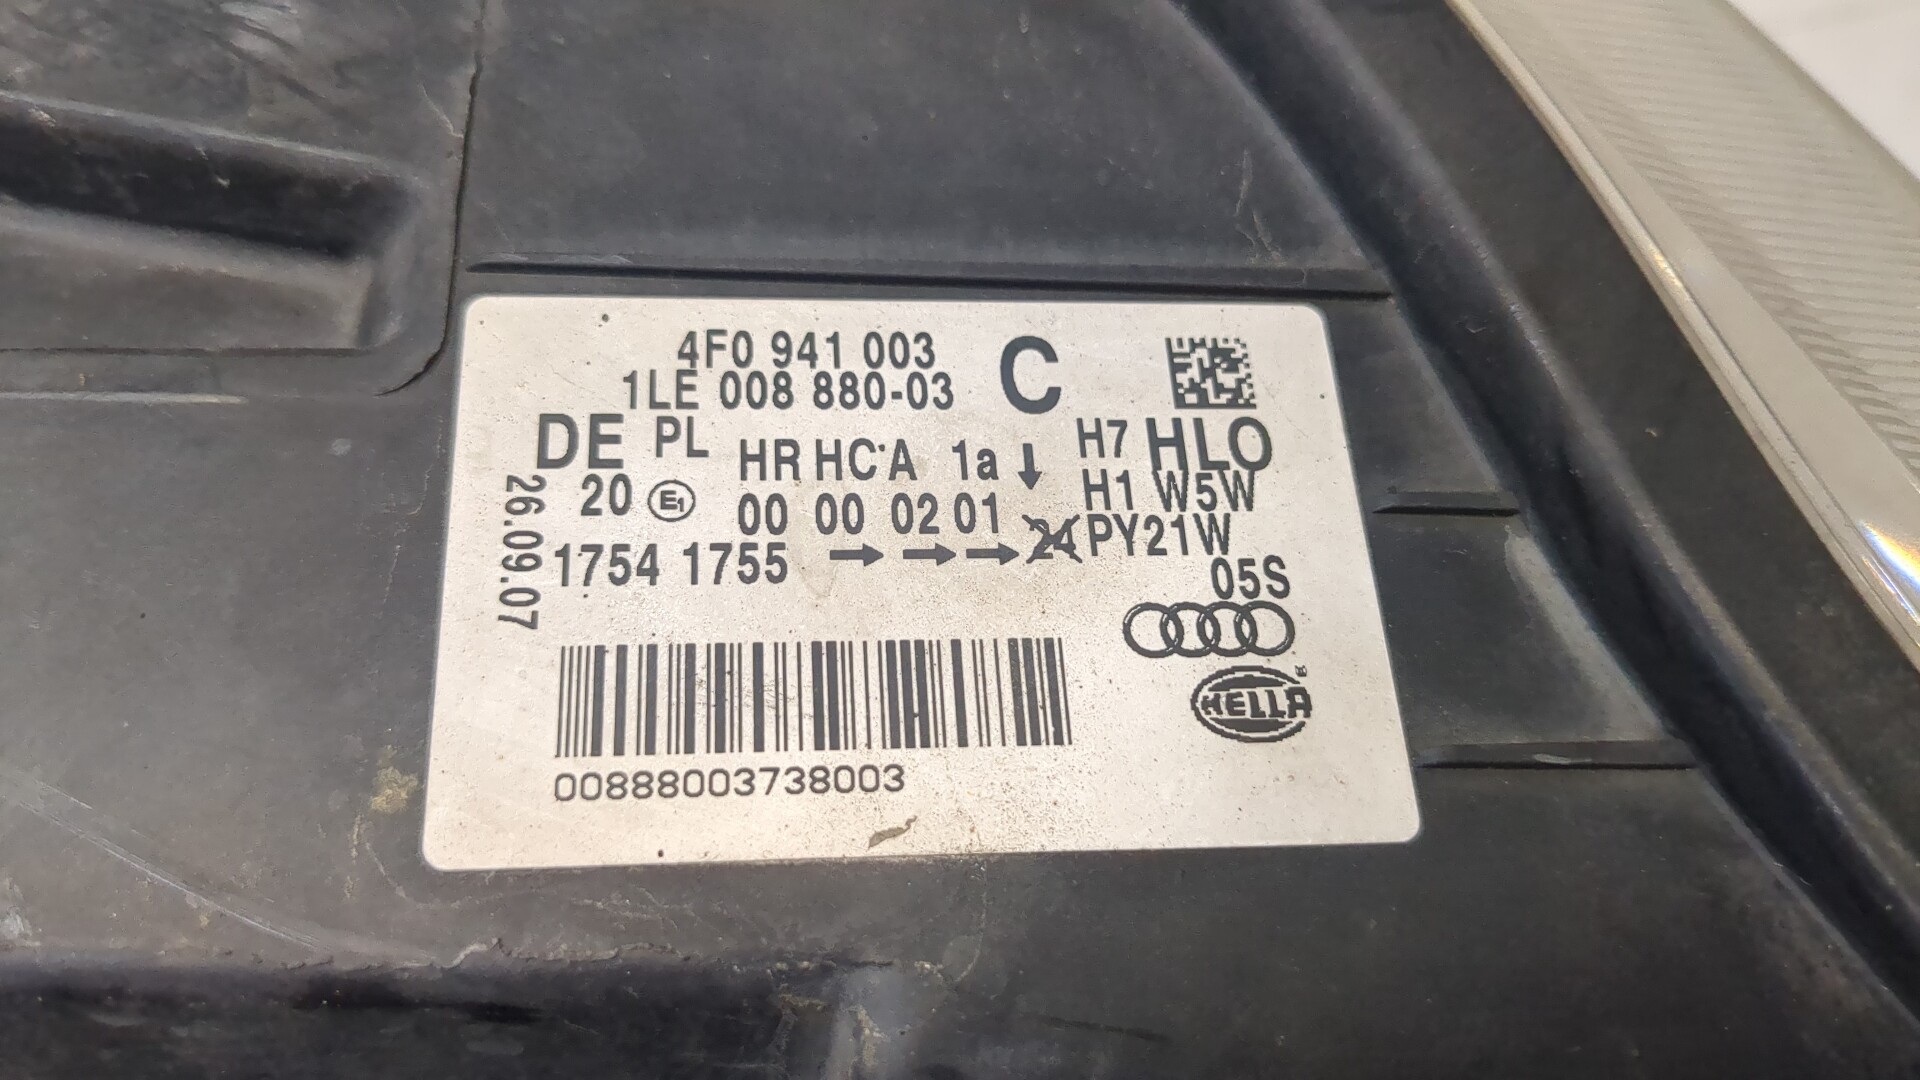 4F0 941 003 C
1LE 008 880-03
DE PL HR HC A 1a ↓ H7 HLO
20 E1 00 00 02 01 H1 W5W
24 PY21W
1754 1755 → → →
05S
26.09.07
HELLA
00888003738003